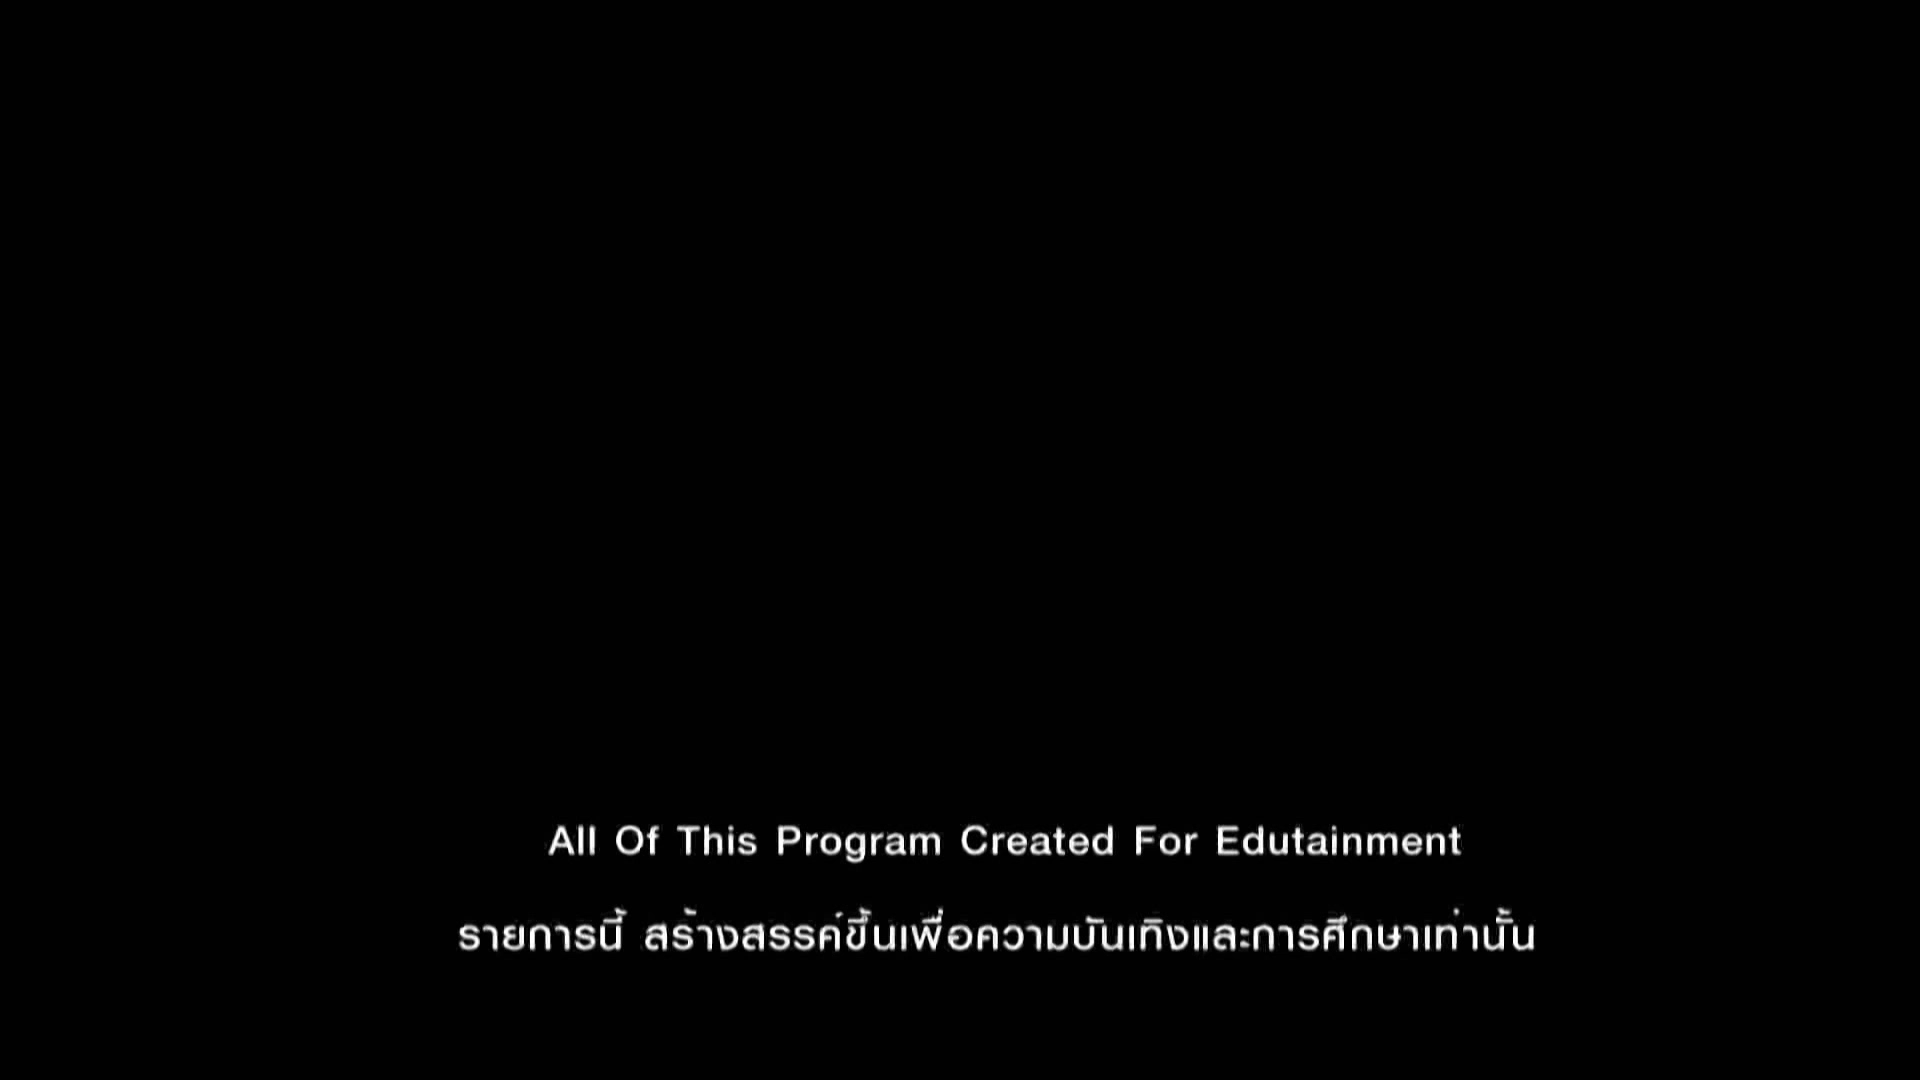 All Of This Program Created For Edutainment
รายการนี้ สร้างสรรค์ขึ้นเพื่อความบันเทิงและการศึกษาเท่านั้น